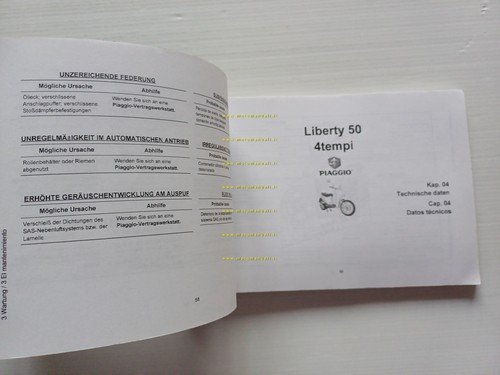 UNZEREICHENDE FEDERUNG
Mögliche Ursache
Abhilfe
Ölleck; verschlissene
Anschlagpuffer; verschlissene
Stoßdämpferbefestigungen
Wenden Sie sich an eine
Piaggio-Vertragswerkstatt.
UNREGELMÄßIGKEIT IM AUTOMATISCHEN ANTRIEB
Mögliche Ursache
Abhilfe
Rollenbehälter oder Riemen
abgenutzt
Wenden Sie sich an eine
Piaggio-Vertragswerkstatt.
ERHÖHTE GERÄUSCHENTWICKLUNG AM AUSPUF
Mögliche Ursache
Abhilfe
Verschleiß der Dichtungen des
SAS-Nebenluftsystems bzw. der
Lamelle
Wenden Sie sich an eine
Piaggio-Vertragswerkstatt.
58
3 Wartung / 3 El mantenimiento
Liberty 50
4tempi
PIAGGIO
Kap. 04
Technische daten
Cap. 04
Datos técnicos